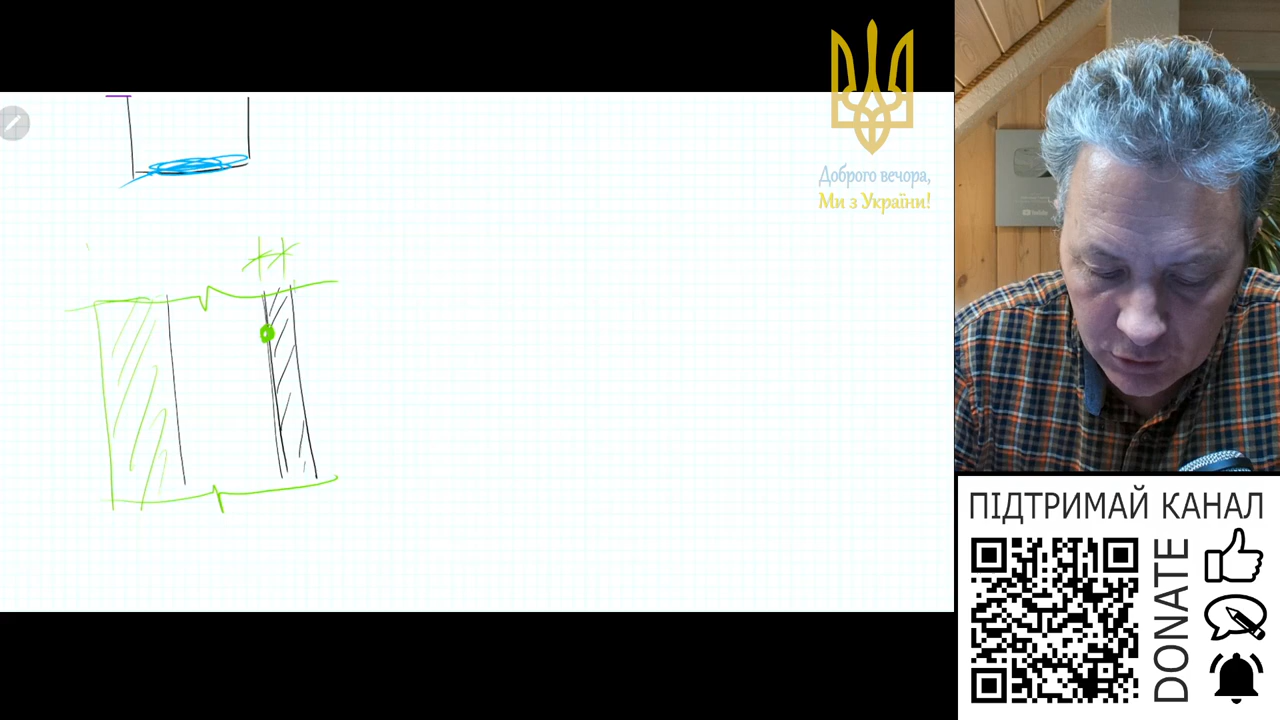 Доброго вечора,
Ми з України!
ПІДТРИМАЙ КАНАЛ
DONATE